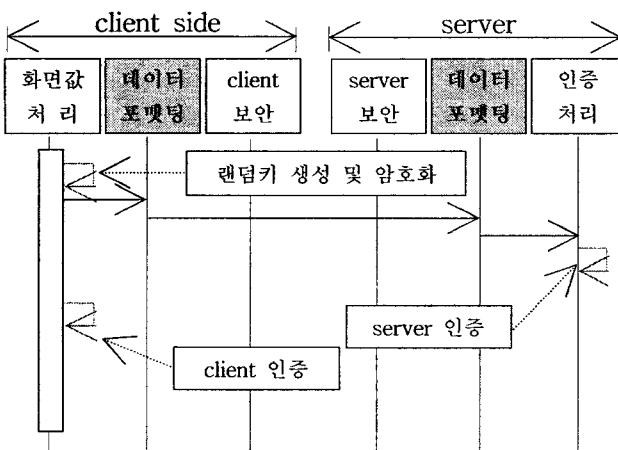 client side
server
화면값
처 리
데이터
포맷팅
client
보안
server
보안
데이터
포맷팅
인증
처리
랜덤키 생성 및 암호화
server 인증
client 인증